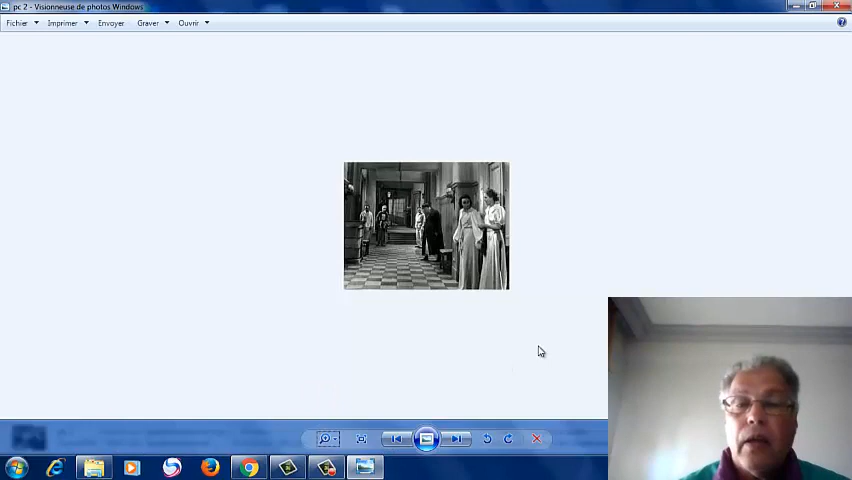 pc 2 - Visionneuse de photos Windows
Fichier Imprimer Envoyer Graver Ouvrir